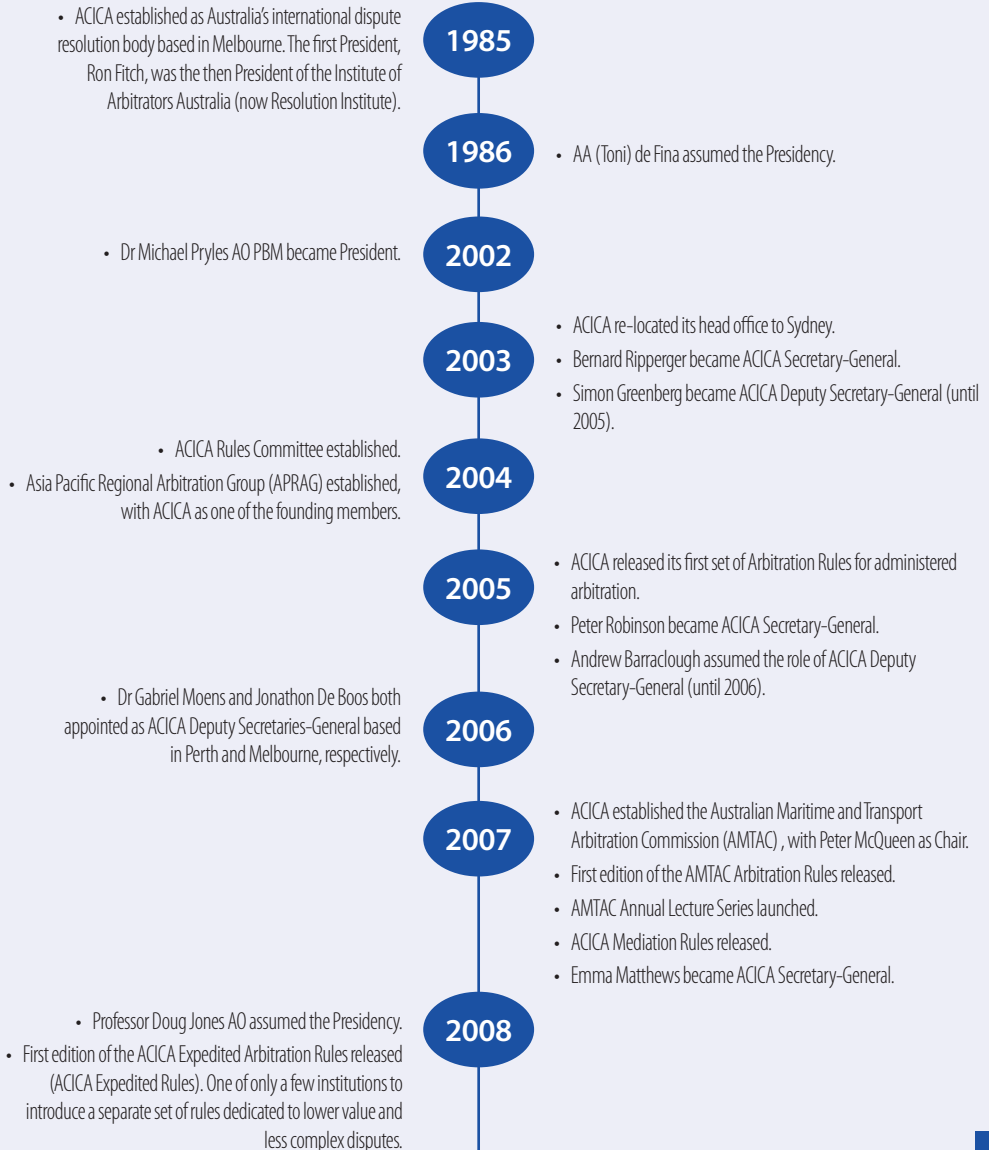 • ACICA established as Australia's international dispute
resolution body based in Melbourne. The first President,
Ron Fitch, was the then President of the Institute of
Arbitrators Australia (now Resolution Institute).
1985
1986
• AA (Toni) de Fina assumed the Presidency.
• Dr Michael Pryles AO PBM became President.
2002
2003
• ACICA re-located its head office to Sydney.
• Bernard Ripperger became ACICA Secretary-General.
• Simon Greenberg became ACICA Deputy Secretary-General (until
2005).
• ACICA Rules Committee established.
• Asia Pacific Regional Arbitration Group (APRAG) established,
with ACICA as one of the founding members.
2004
2005
• ACICA released its first set of Arbitration Rules for administered
arbitration.
• Peter Robinson became ACICA Secretary-General.
• Andrew Barraclough assumed the role of ACICA Deputy
Secretary-General (until 2006).
• Dr Gabriel Moens and Jonathon De Boos both
appointed as ACICA Deputy Secretaries-General based
in Perth and Melbourne, respectively.
2006
2007
• ACICA established the Australian Maritime and Transport
Arbitration Commission (AMTAC) , with Peter McQueen as Chair.
• First edition of the AMTAC Arbitration Rules released.
• AMTAC Annual Lecture Series launched.
• ACICA Mediation Rules released.
• Emma Matthews became ACICA Secretary-General.
• Professor Doug Jones AO assumed the Presidency.
• First edition of the ACICA Expedited Arbitration Rules released
(ACICA Expedited Rules). One of only a few institutions to
introduce a separate set of rules dedicated to lower value and
less complex disputes.
2008